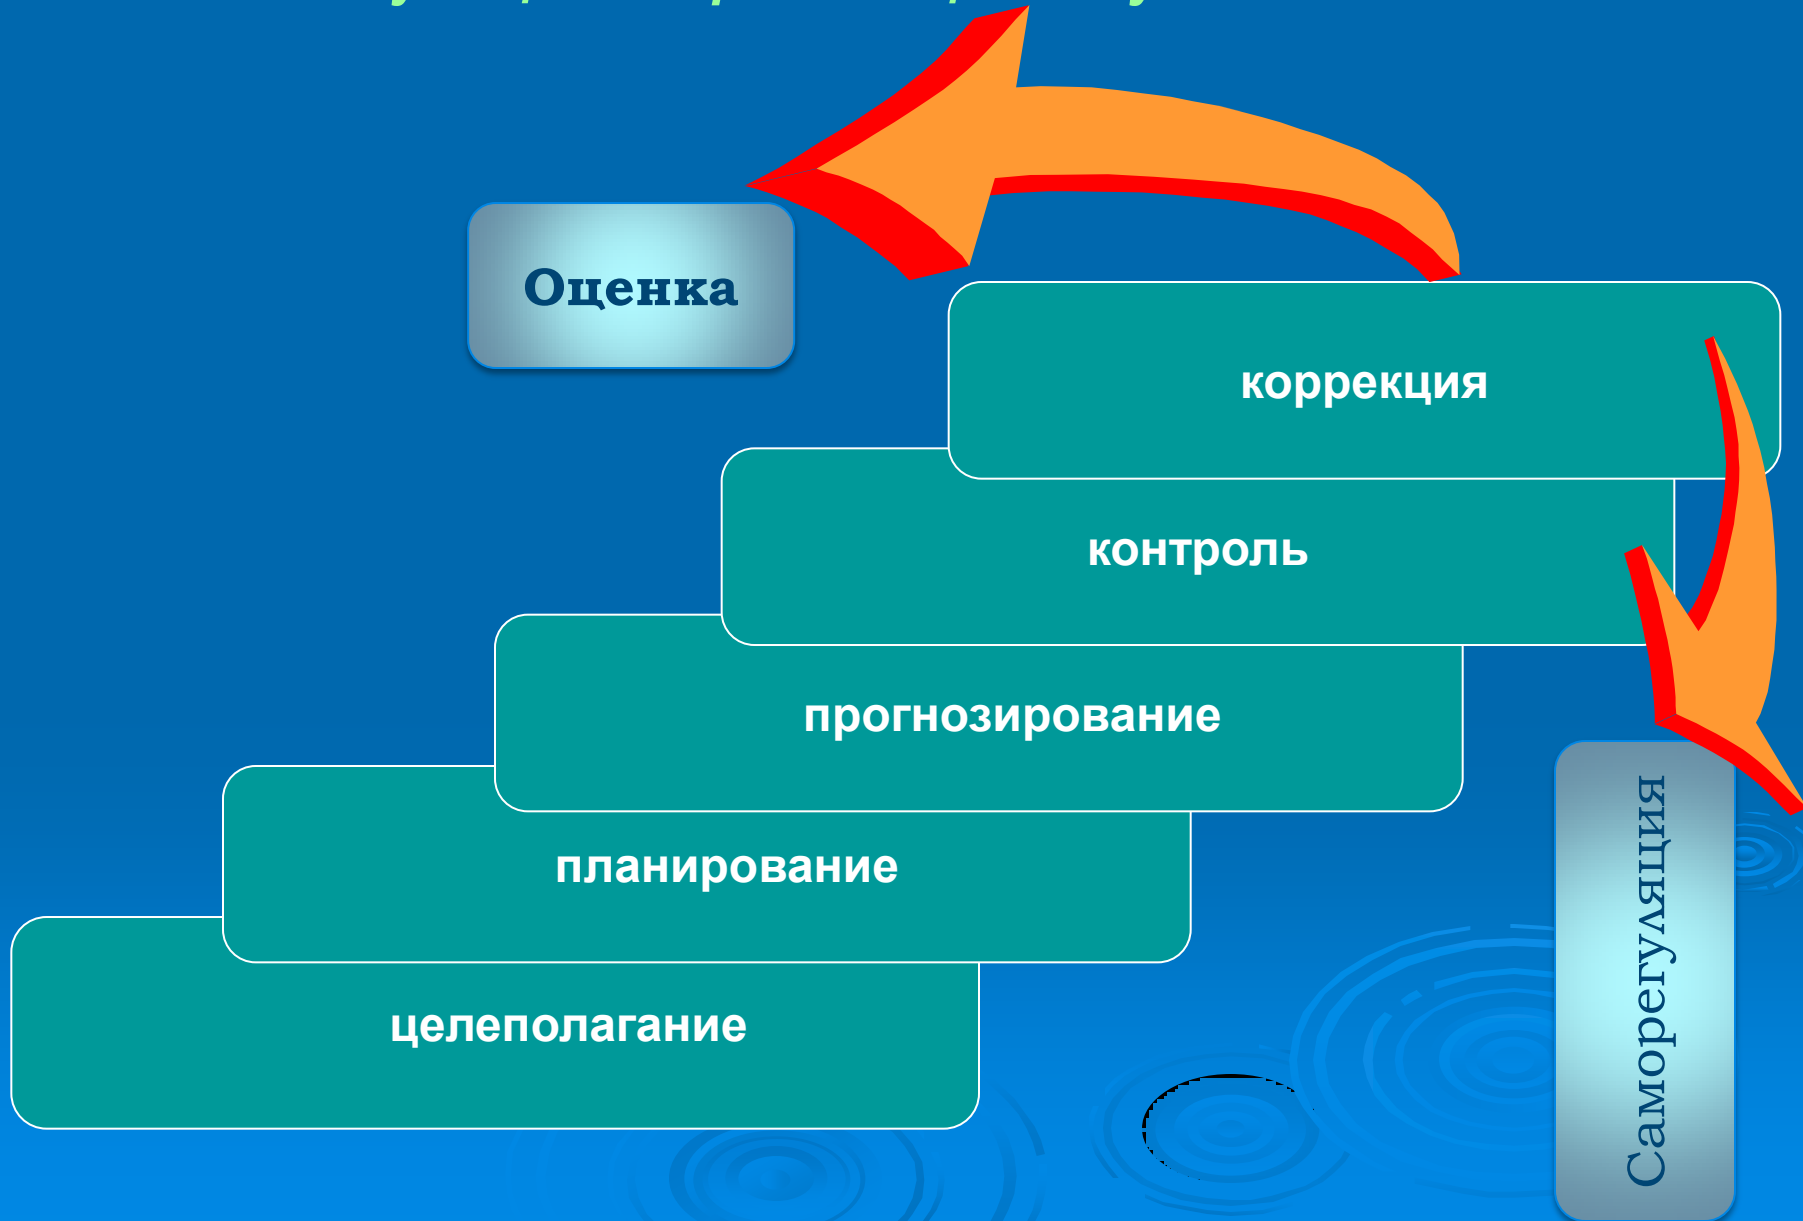 Оценка
коррекция
контроль
прогнозирование
планирование
целеполагание
Саморегуляция